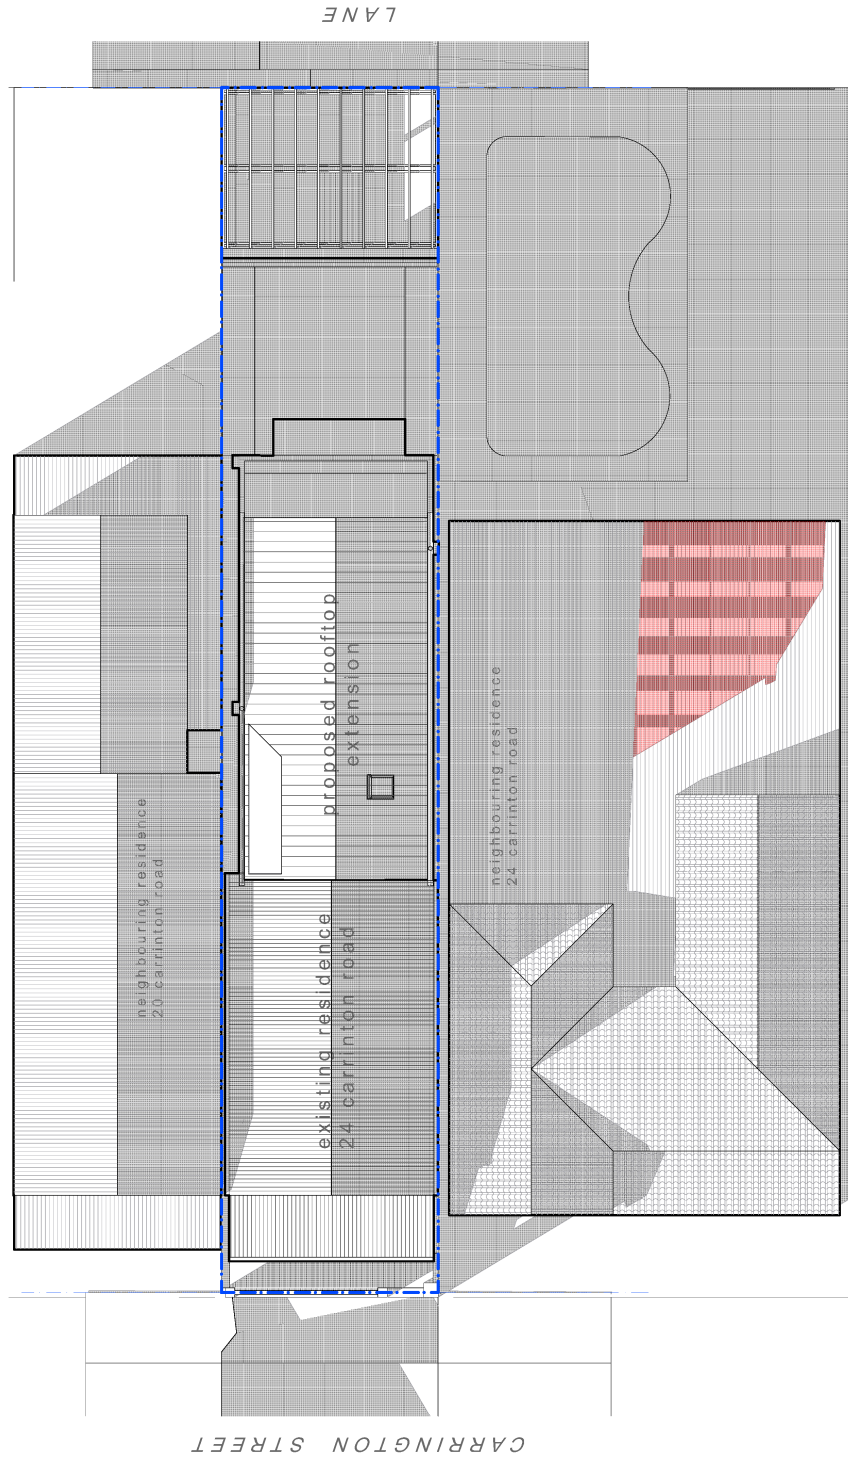 LANE
proposed rooftop
extension
neighbouring residence
24 carrinton road
neighbouring residence
20 carrinton road
existing residence
24 carrinton road
CARRINGTON STREET